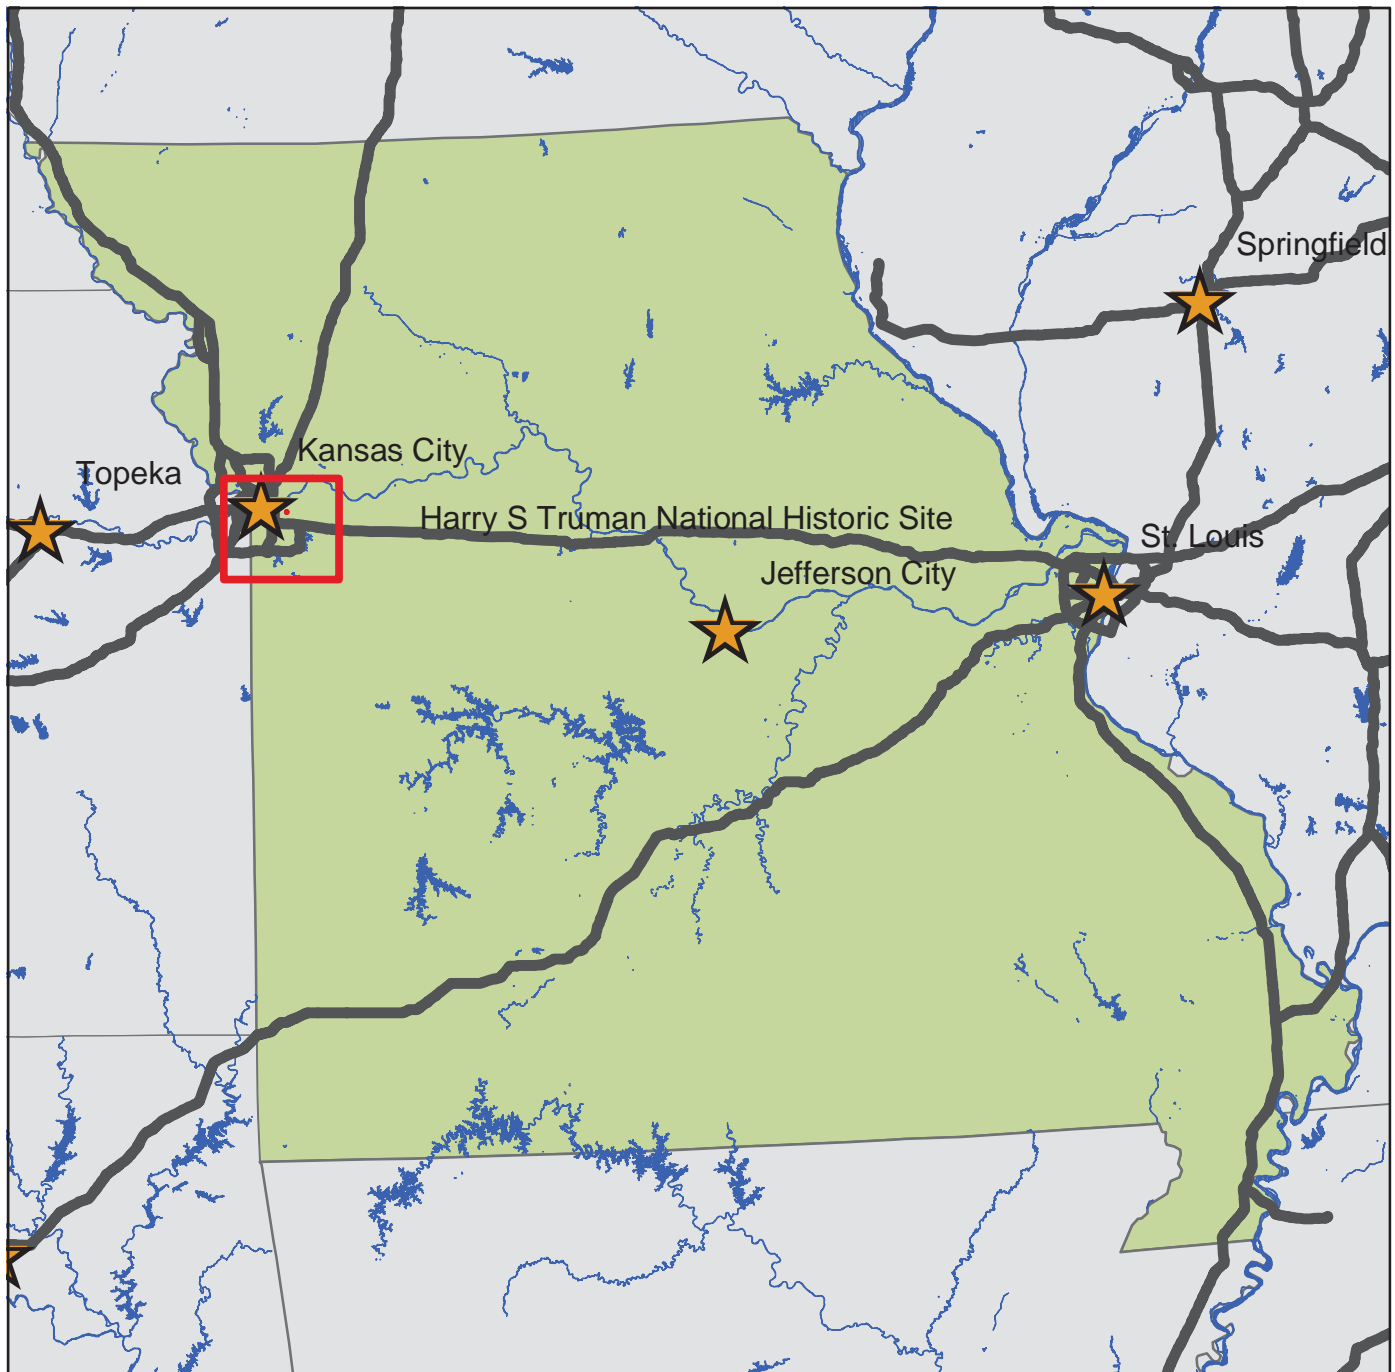 Springfield
Kansas City
Topeka
Harry S Truman National Historic Site
St. Louis
Jefferson City